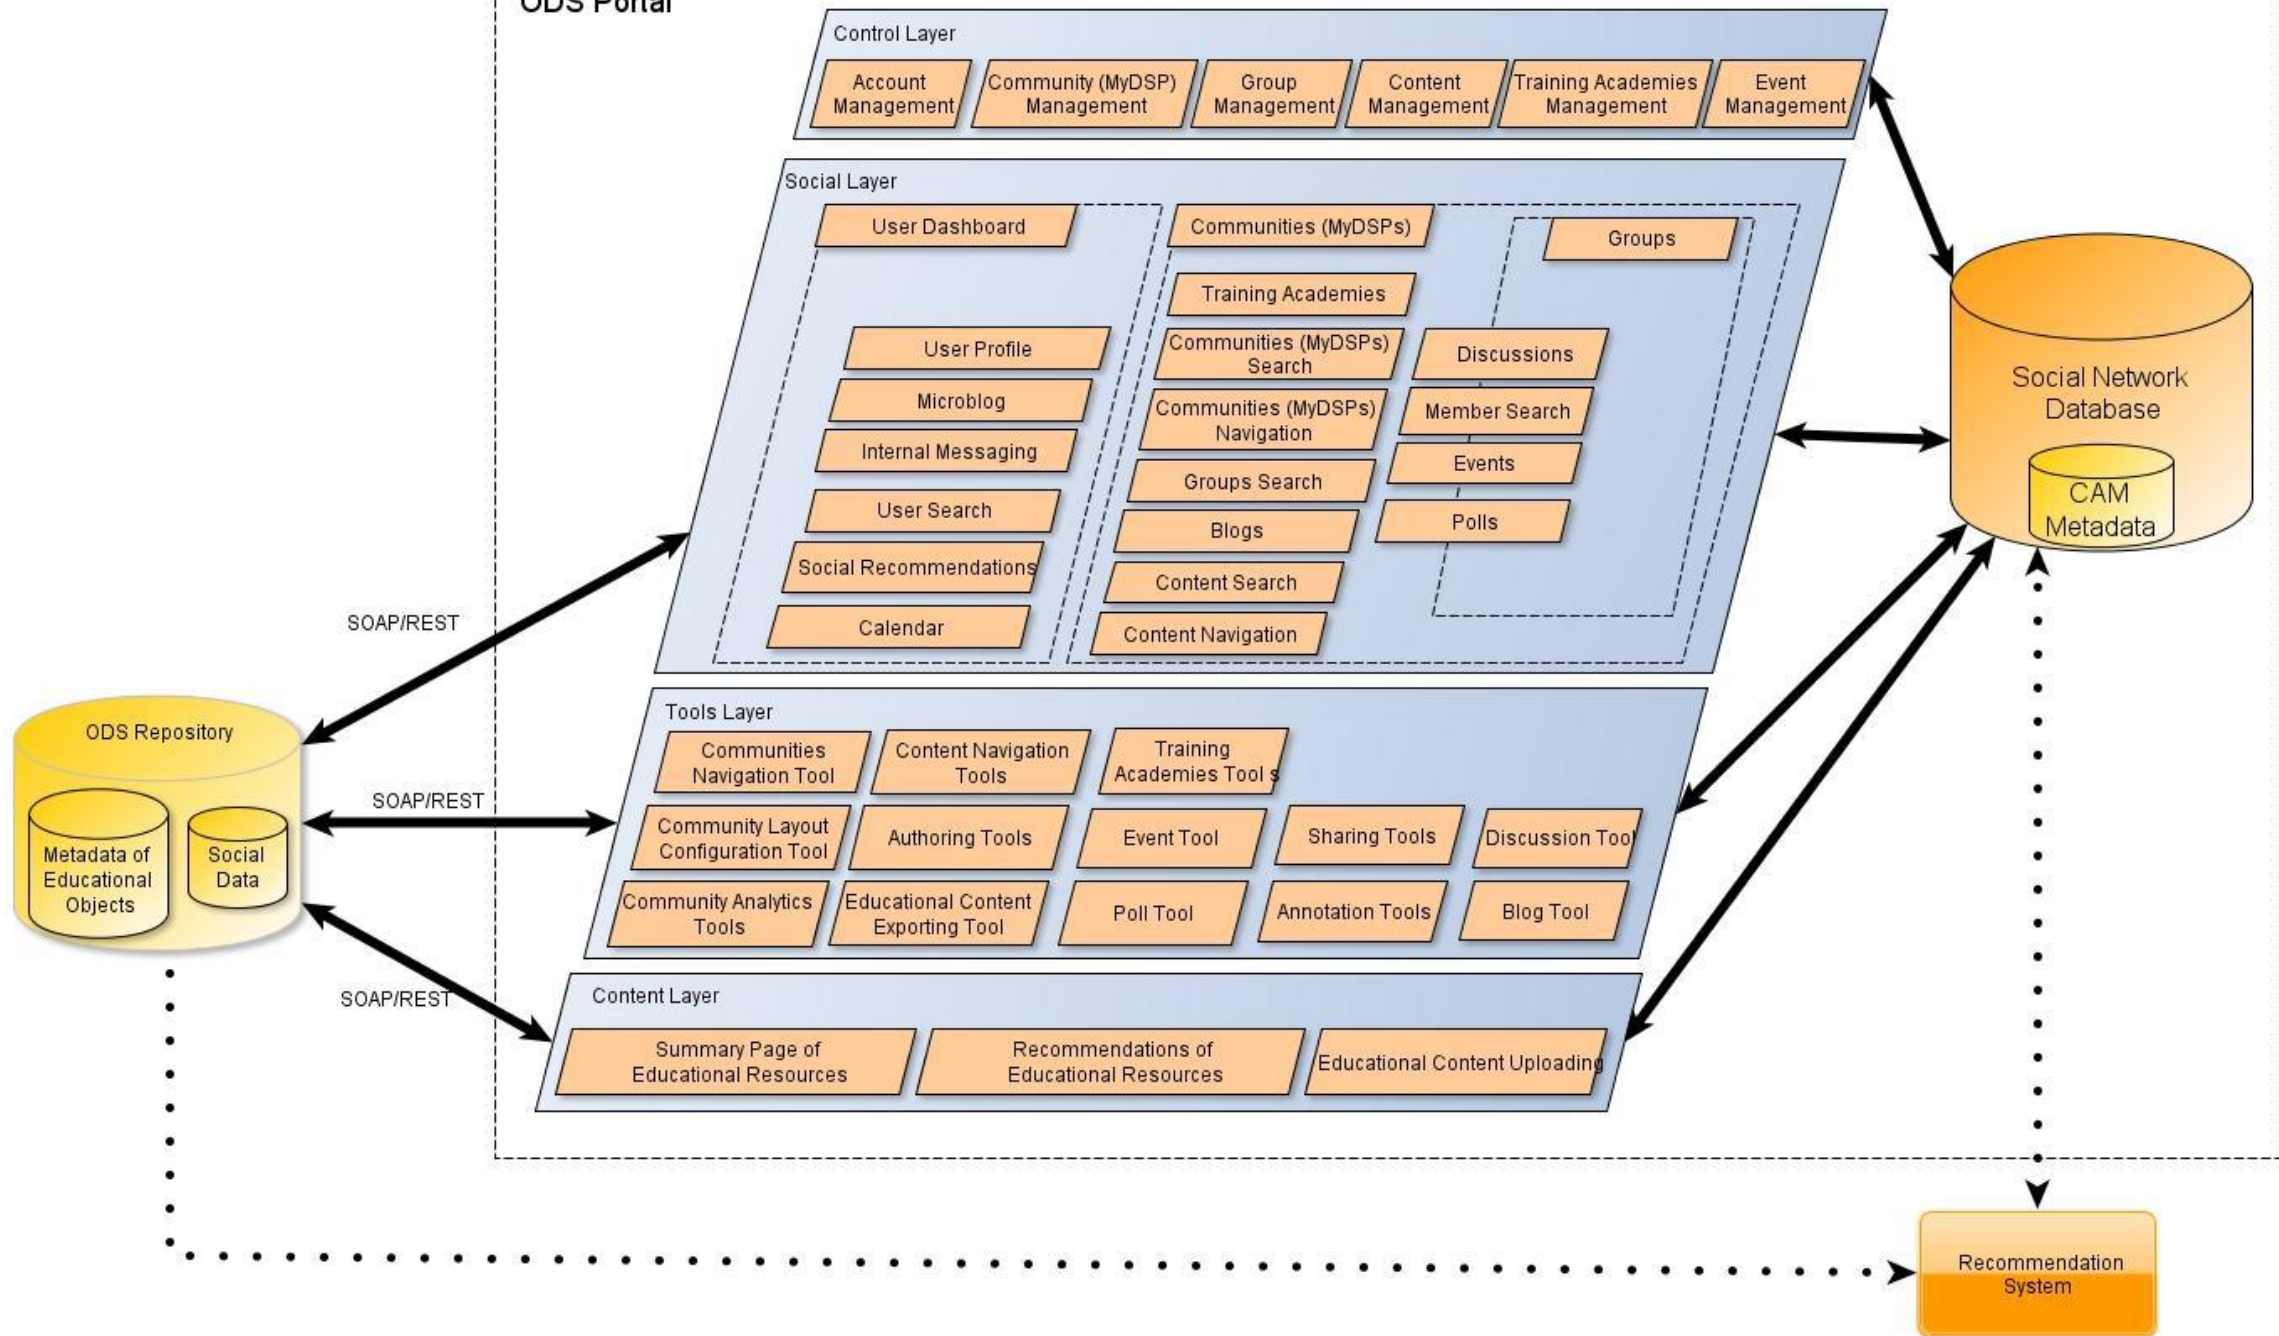 ODS Portal
Control Layer
Account
Management
Community (MyDSP)
Management
Group
Management
Content
Management
Training Academies
Management
Event
Management
Social Layer
User Dashboard
User Profile
Microblog
Internal Messaging
User Search
Social Recommendations
Calendar
Communities (MyDSPs)
Training Academies
Communities (MyDSPs)
Search
Communities (MyDSPs)
Navigation
Groups Search
Blogs
Content Search
Content Navigation
Groups
Discussions
Member Search
Events
Polls
Social Network
Database
CAM
Metadata
SOAP/REST
ODS Repository
Metadata of
Educational
Objects
Social
Data
SOAP/REST
SOAP/REST
Tools Layer
Communities
Navigation Tool
Content Navigation
Tools
Training
Academies Tool s
Community Layout
Configuration Tool
Authoring Tools
Event Tool
Sharing Tools
Discussion Tool
Community Analytics
Tools
Educational Content
Exporting Tool
Poll Tool
Annotation Tools
Blog Tool
Content Layer
Summary Page of
Educational Resources
Recommendations of
Educational Resources
Educational Content Uploading
Recommendation
System